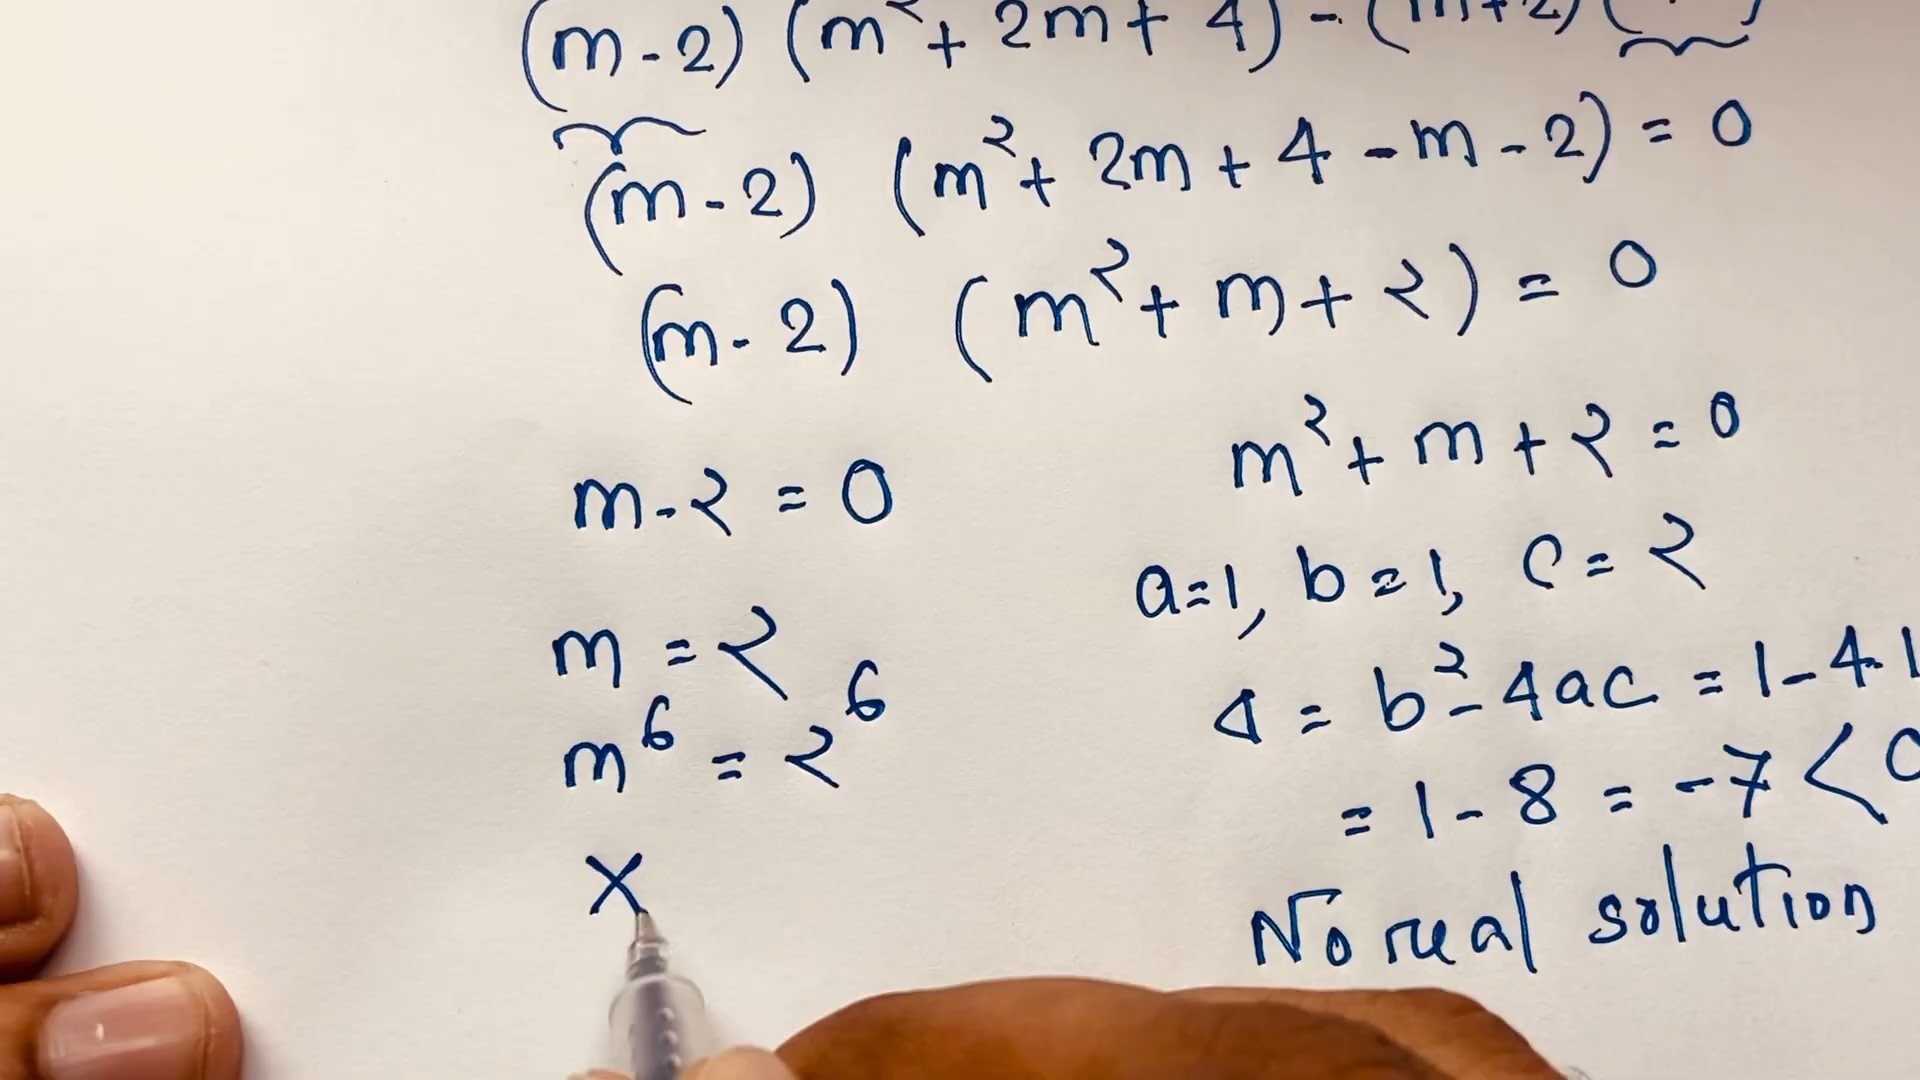 (m-2) (m²+2m+4) - (m+2) (
(m-2) (m²+2m+4-m-2) = 0
(m-2) (m²+m+2) = 0
m-2 = 0
m = 2
m⁶ = 2⁶
x
m²+m+2=0
a=1, b=1, c=2
Δ = b²-4ac = 1-4.1
= 1-8 = -7 < 0
No real solution